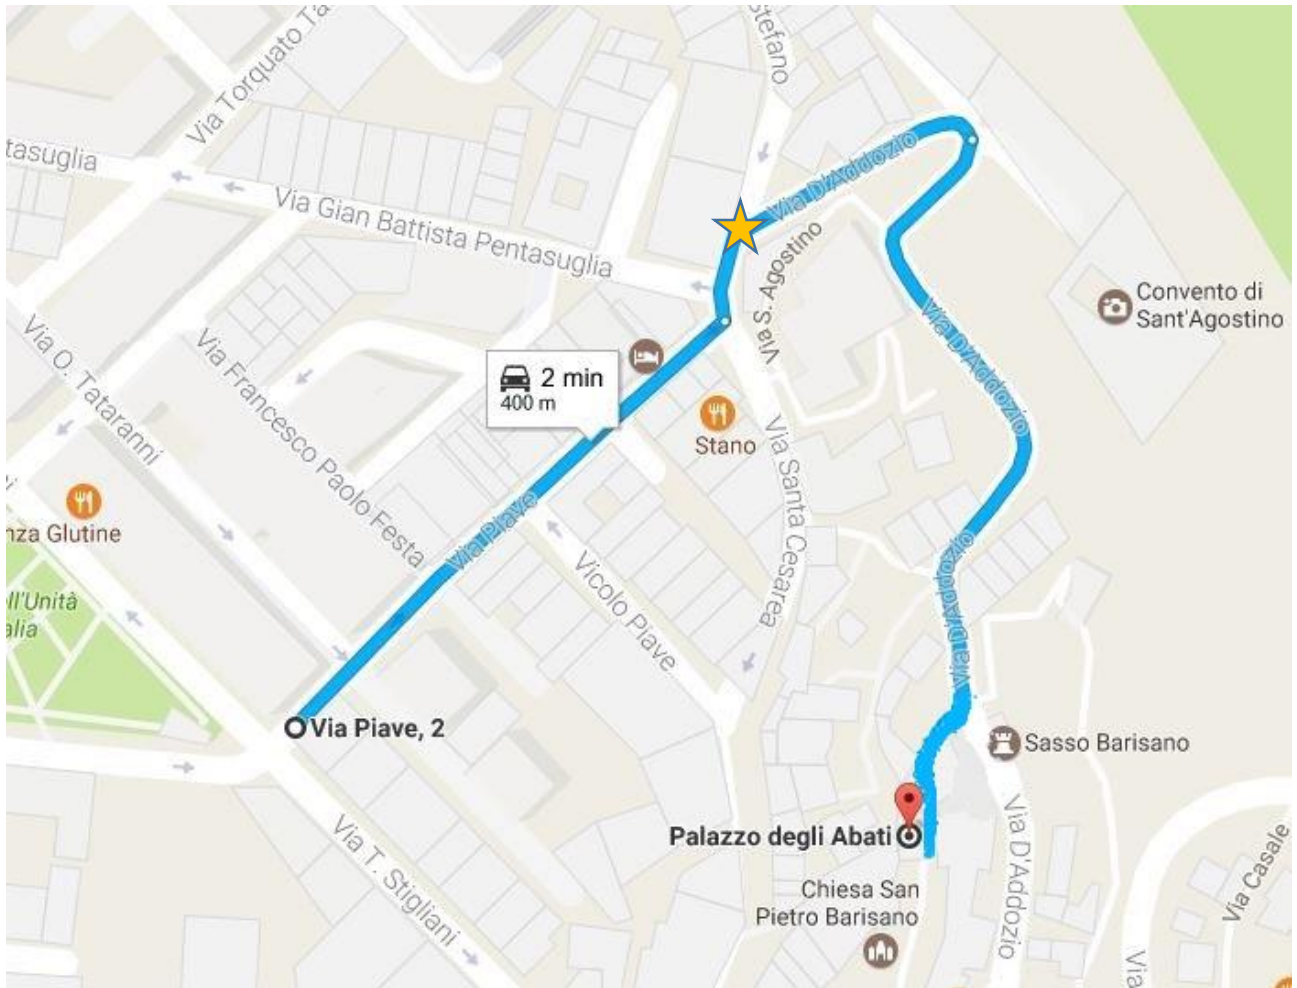 Via Torquato Ta
Stefano
tasuglia
Via Gian Battista Pentasuglia
Via D'Addozio
Via S. Agostino
Convento di
Sant'Agostino
Via O. Tataranni
Via Francesco Paolo Festa
2 min
400 m
Via D'Addozio
Stano
Via Santa Cesarea
nza Glutine
Via Piave
Via D'Addozio
Vicolo Piave
ll'Unità
alia
Via Piave, 2
Sasso Barisano
Palazzo degli Abati
Via T. Stigliani
Chiesa San
Pietro Barisano
Via D'Addozio
Via Casale
Via